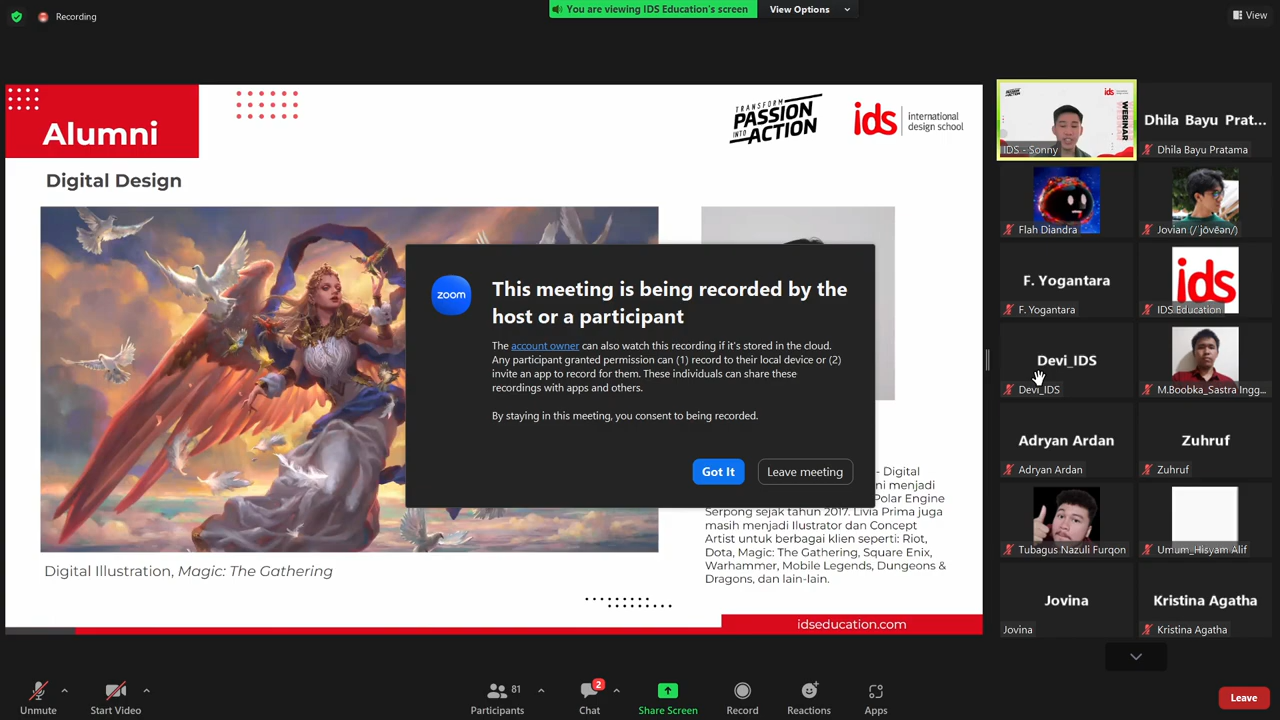 Recording
You are viewing IDS Education's screen
View Options
View
Alumni
TRANSFORM
PASSION
INTO ACTION
ids
international
design school
Digital Design
This meeting is being recorded by the
host or a participant
zoom
The account owner can also watch this recording if it's stored in the cloud.
Any participant granted permission can (1) record to their local device or (2)
invite an app to record for them. These individuals can share these
recordings with apps and others.
By staying in this meeting, you consent to being recorded.
Got It
Leave meeting
- Digital
ni menjadi
Polar Engine
Serpong sejak tahun 2017. Livia Prima juga
masih menjadi Ilustrator dan Concept
Artist untuk berbagai klien seperti: Riot,
Dota, Magic: The Gathering, Square Enix,
Warhammer, Mobile Legends, Dungeons &
Dragons, dan lain-lain.
Digital Illustration, Magic: The Gathering
idseducation.com
ids
WEBINAR
WEBINAR
IDS - Sonny
Dhila Bayu Prat...
Dhila Bayu Pratama
Flah Diandra
Jovian (/ˈjōvēən/)
F. Yogantara
F. Yogantara
ids
IDS Education
Devi_IDS
Devi_IDS
M.Boobka_Sastra Ingg...
Adryan Ardan
Adryan Ardan
Zuhruf
Zuhruf
Tubagus Nazuli Furqon
Umum_Hisyam Alif
Jovina
Jovina
Kristina Agatha
Kristina Agatha
Unmute
Start Video
81
Participants
2
Chat
Share Screen
Record
Reactions
Apps
Leave